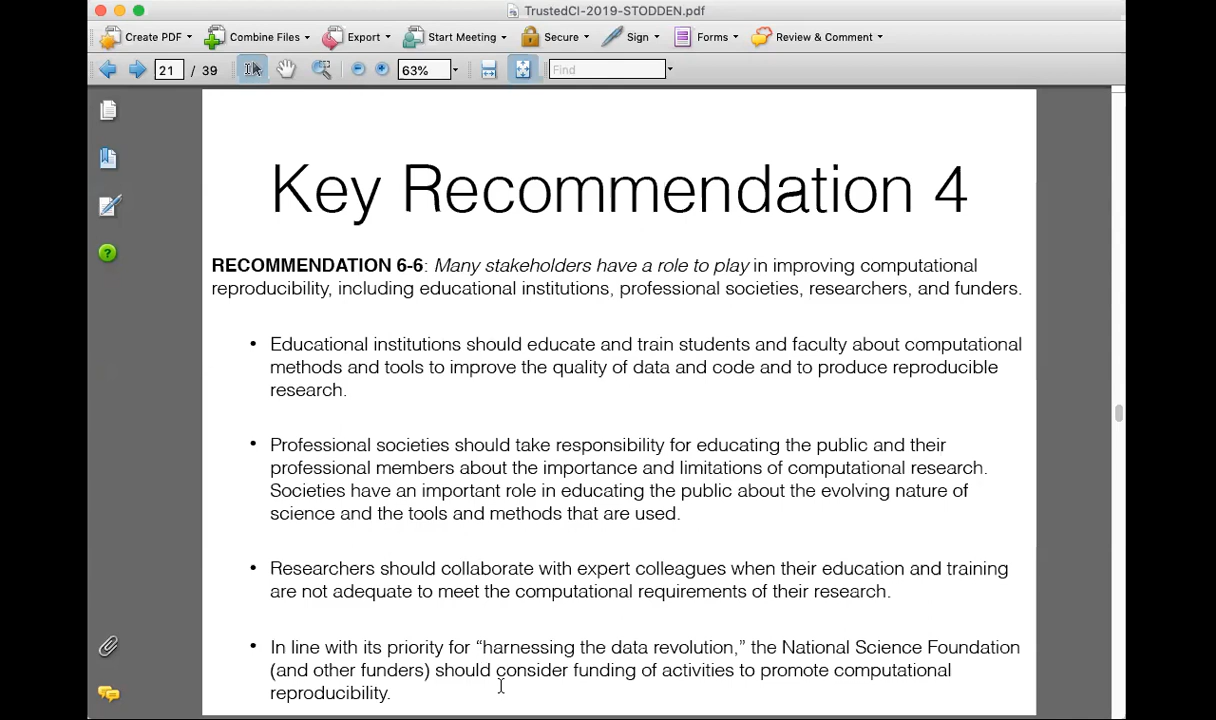 TrustedCI-2019-STODDEN.pdf
Create PDF Combine Files Export Start Meeting Secure Sign Forms Review & Comment
21 / 39 63% Find
Key Recommendation 4
RECOMMENDATION 6-6: Many stakeholders have a role to play in improving computational
reproducibility, including educational institutions, professional societies, researchers, and funders.
• Educational institutions should educate and train students and faculty about computational
methods and tools to improve the quality of data and code and to produce reproducible
research.
• Professional societies should take responsibility for educating the public and their
professional members about the importance and limitations of computational research.
Societies have an important role in educating the public about the evolving nature of
science and the tools and methods that are used.
• Researchers should collaborate with expert colleagues when their education and training
are not adequate to meet the computational requirements of their research.
• In line with its priority for “harnessing the data revolution,” the National Science Foundation
(and other funders) should consider funding of activities to promote computational
reproducibility.